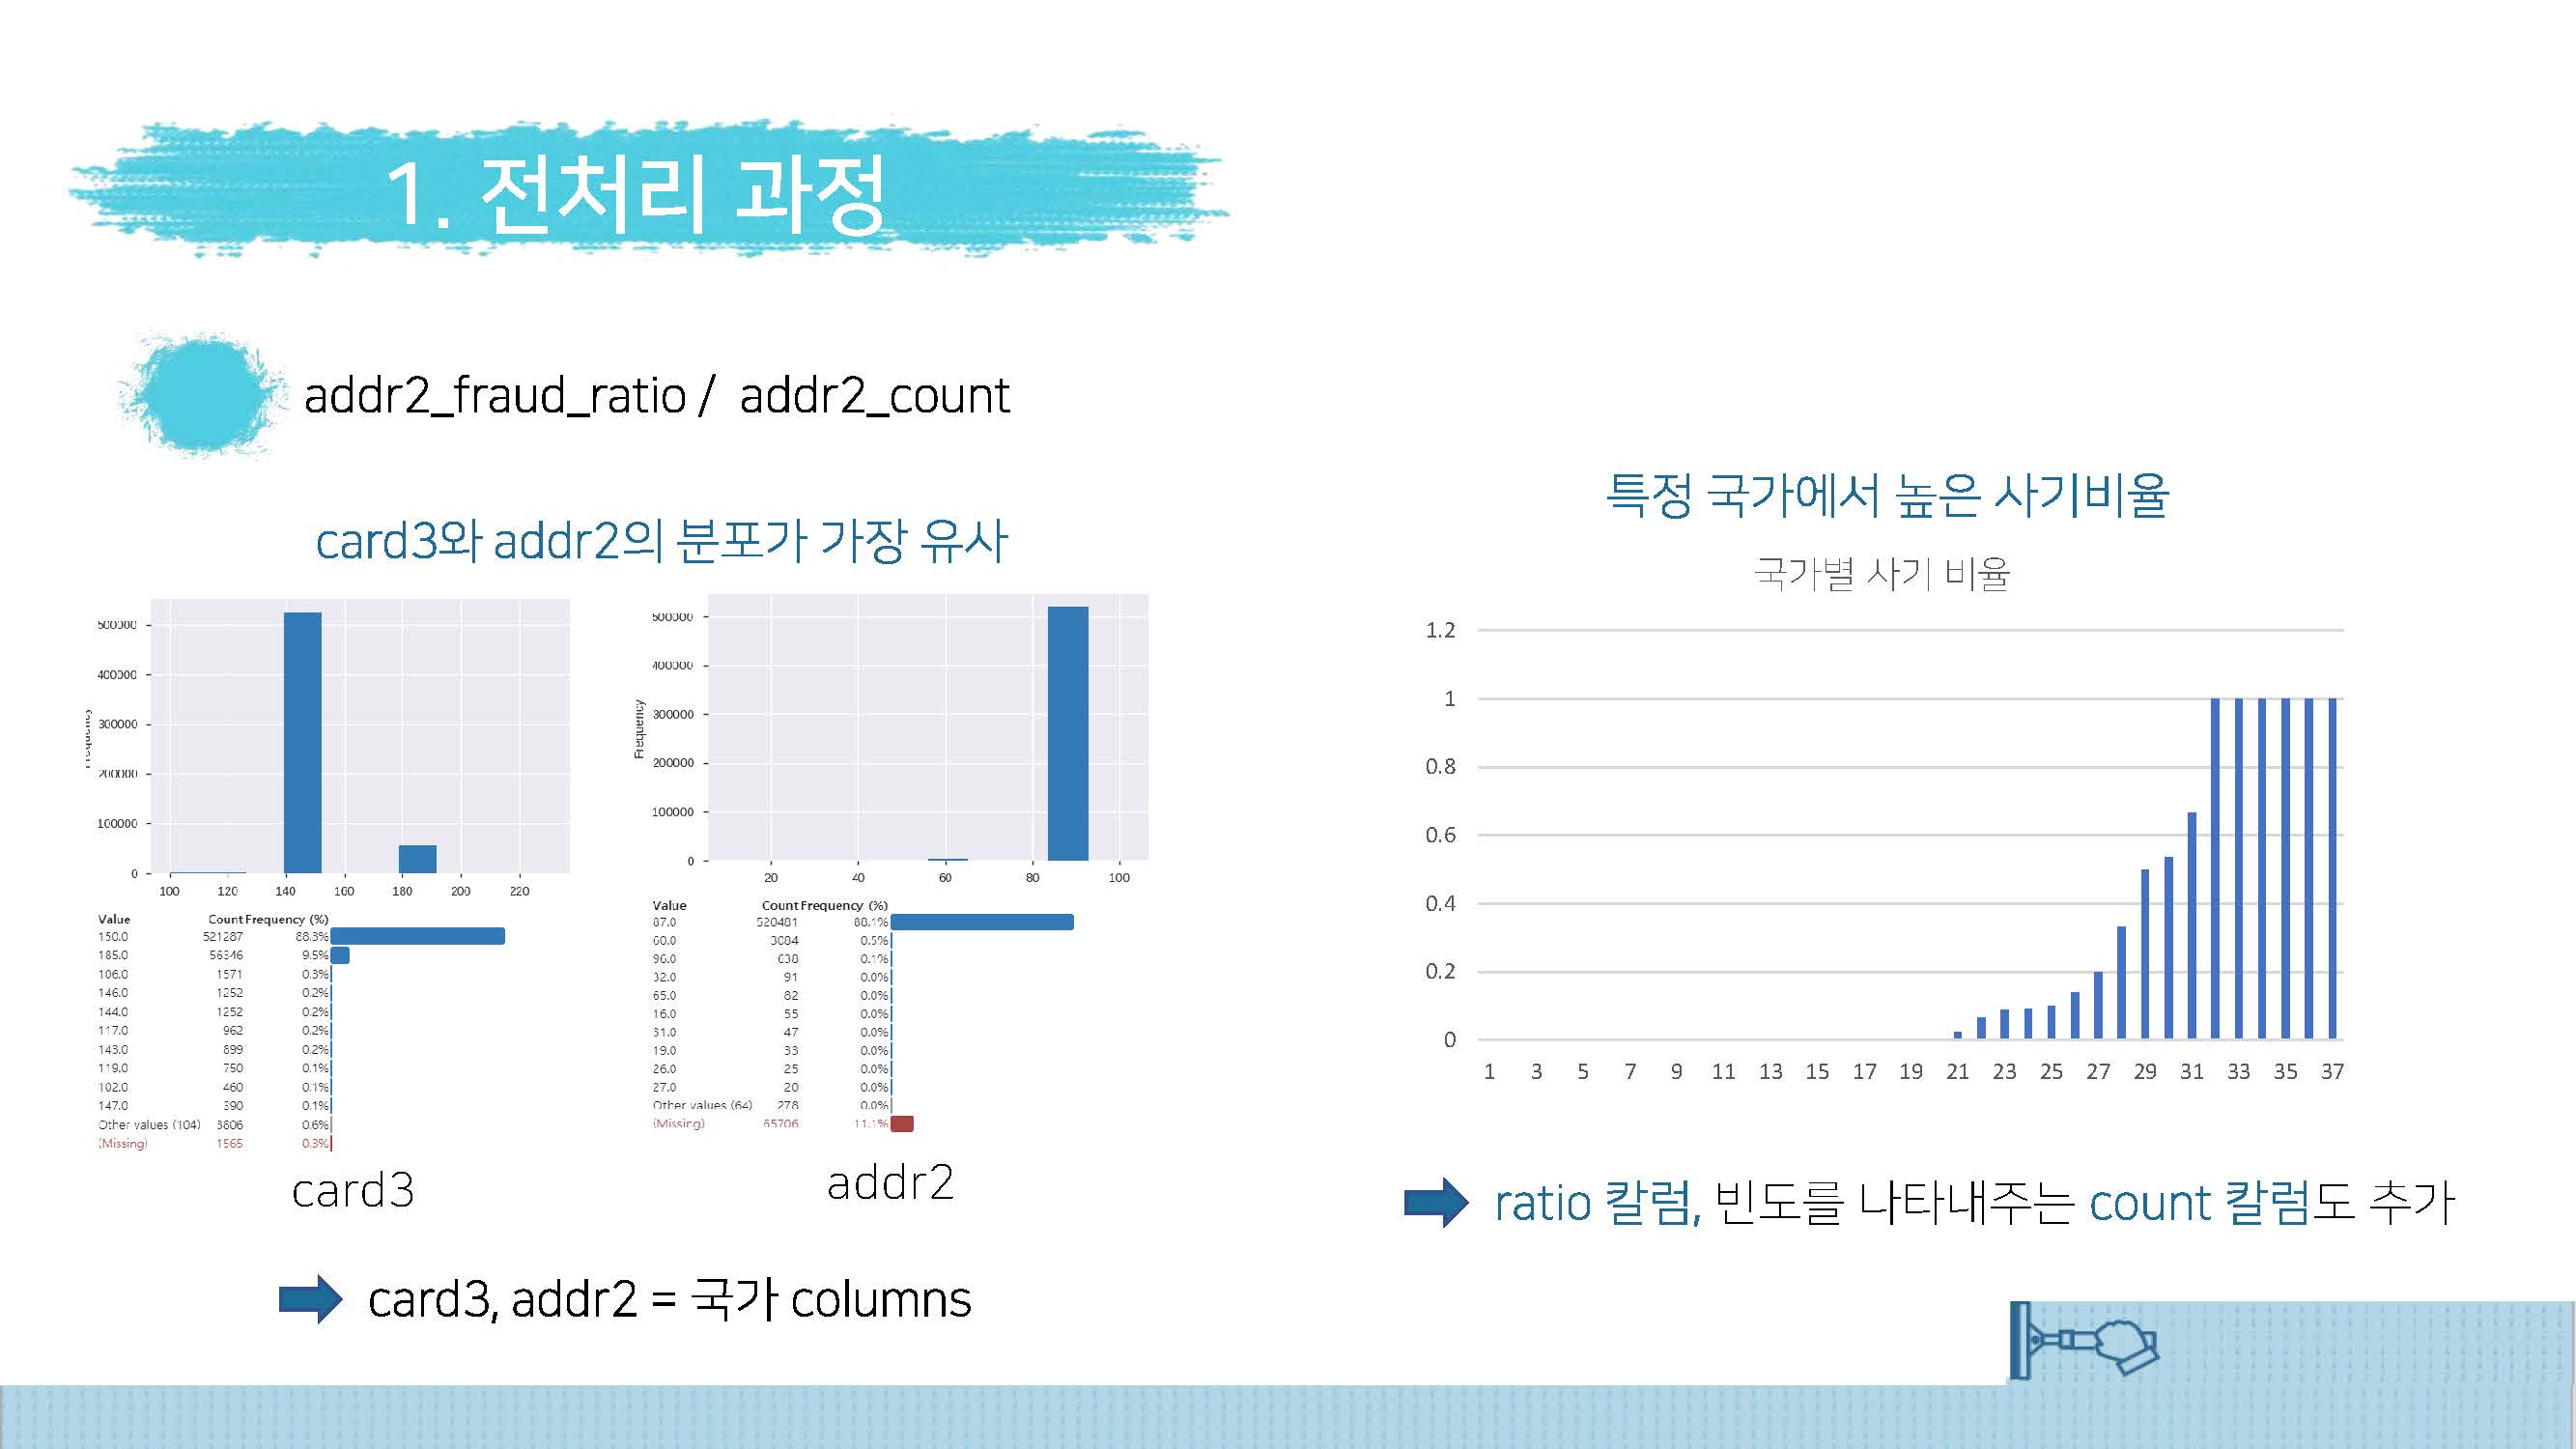 1. 전처리 과정
addr2_fraud_ratio / addr2_count
card3와 addr2의 분포가 가장 유사
500000
400000
300000
200000
100000
0
Frequency
100 120 140 160 180 200 220
Value Count Frequency (%)
150.0 521287 88.3%
185.0 56346 9.5%
106.0 1571 0.3%
146.0 1252 0.2%
144.0 1252 0.2%
117.0 962 0.2%
143.0 899 0.2%
119.0 750 0.1%
102.0 460 0.1%
147.0 390 0.1%
Other values (104) 3806 0.6%
(Missing) 1565 0.3%
card3
500000
400000
300000
200000
100000
0
Frequency
20 40 60 80 100
Value Count Frequency (%)
87.0 520481 88.1%
60.0 3084 0.5%
96.0 638 0.1%
32.0 91 0.0%
65.0 82 0.0%
16.0 55 0.0%
31.0 47 0.0%
19.0 33 0.0%
26.0 25 0.0%
27.0 20 0.0%
Other values (64) 278 0.0%
(Missing) 65706 11.1%
addr2
card3, addr2 = 국가 columns
특정 국가에서 높은 사기비율
국가별 사기 비율
1.2
1
0.8
0.6
0.4
0.2
0
1 3 5 7 9 11 13 15 17 19 21 23 25 27 29 31 33 35 37
ratio 칼럼, 빈도를 나타내주는 count 칼럼도 추가